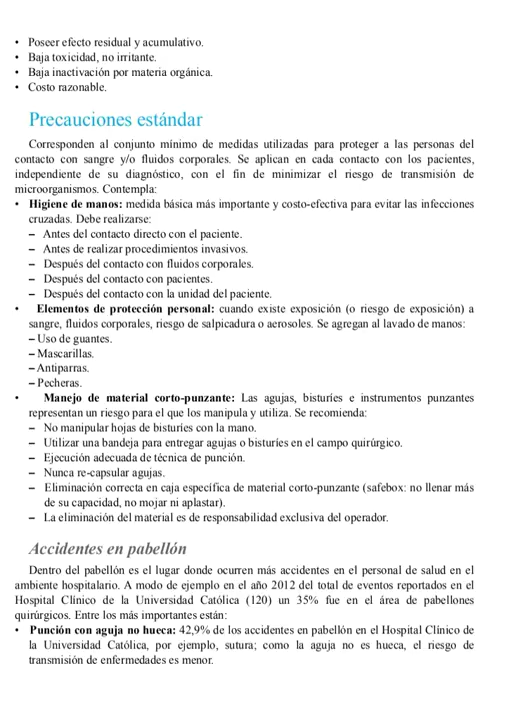 • Poseer efecto residual y acumulativo.
• Baja toxicidad, no irritante.
• Baja inactivación por materia orgánica.
• Costo razonable.
Precauciones estándar
Corresponden al conjunto mínimo de medidas utilizadas para proteger a las personas del
contacto con sangre y/o fluidos corporales. Se aplican en cada contacto con los pacientes,
independiente de su diagnóstico, con el fin de minimizar el riesgo de transmisión de
microorganismos. Contempla:
• Higiene de manos: medida básica más importante y costo-efectiva para evitar las infecciones
cruzadas. Debe realizarse:
– Antes del contacto directo con el paciente.
– Antes de realizar procedimientos invasivos.
– Después del contacto con fluidos corporales.
– Después del contacto con pacientes.
– Después del contacto con la unidad del paciente.
• Elementos de protección personal: cuando existe exposición (o riesgo de exposición) a
sangre, fluidos corporales, riesgo de salpicadura o aerosoles. Se agregan al lavado de manos:
– Uso de guantes.
– Mascarillas.
– Antiparras.
– Pecheras.
• Manejo de material corto-punzante: Las agujas, bisturíes e instrumentos punzantes
representan un riesgo para el que los manipula y utiliza. Se recomienda:
– No manipular hojas de bisturíes con la mano.
– Utilizar una bandeja para entregar agujas o bisturíes en el campo quirúrgico.
– Ejecución adecuada de técnica de punción.
– Nunca re-capsular agujas.
– Eliminación correcta en caja específica de material corto-punzante (safebox: no llenar más
de su capacidad, no mojar ni aplastar).
– La eliminación del material es de responsabilidad exclusiva del operador.
Accidentes en pabellón
Dentro del pabellón es el lugar donde ocurren más accidentes en el personal de salud en el
ambiente hospitalario. A modo de ejemplo en el año 2012 del total de eventos reportados en el
Hospital Clínico de la Universidad Católica (120) un 35% fue en el área de pabellones
quirúrgicos. Entre los más importantes están:
• Punción con aguja no hueca: 42,9% de los accidentes en pabellón en el Hospital Clínico de
la Universidad Católica, por ejemplo, sutura; como la aguja no es hueca, el riesgo de
transmisión de enfermedades es menor.